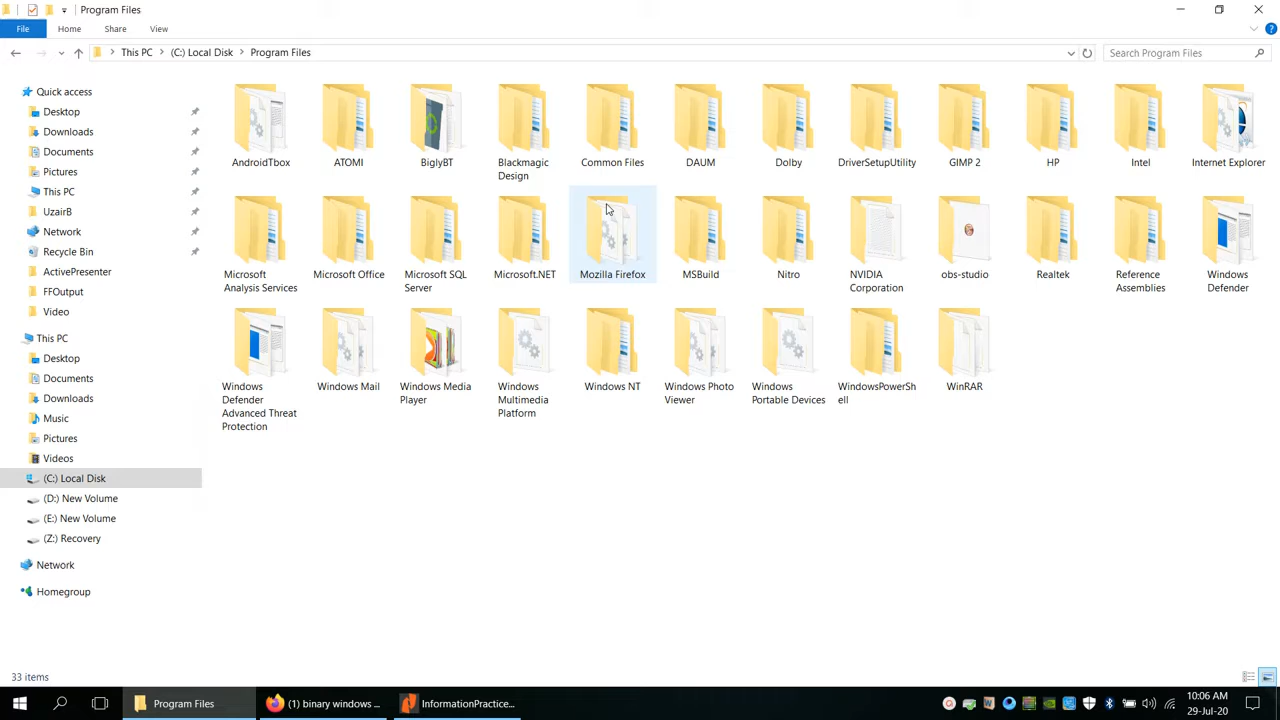 Program Files
File
Home
Share
View
This PC
(C:) Local Disk
Program Files
Search Program Files
Quick access
Desktop
Downloads
Documents
Pictures
This PC
UzairB
Network
Recycle Bin
ActivePresenter
FFOutput
Video
This PC
Desktop
Documents
Downloads
Music
Pictures
Videos
(C:) Local Disk
(D:) New Volume
(E:) New Volume
(Z:) Recovery
Network
Homegroup
AndroidTbox
ATOMI
BiglyBT
Blackmagic
Design
Common Files
DAUM
Dolby
DriverSetupUtility
GIMP 2
HP
Intel
Internet Explorer
Microsoft
Analysis Services
Microsoft Office
Microsoft SQL
Server
Microsoft.NET
Mozilla Firefox
MSBuild
Nitro
NVIDIA
Corporation
obs-studio
Realtek
Reference
Assemblies
Windows
Defender
Windows
Defender
Advanced Threat
Protection
Windows Mail
Windows Media
Player
Windows
Multimedia
Platform
Windows NT
Windows Photo
Viewer
Windows
Portable Devices
WindowsPowerSh
ell
WinRAR
33 items
Program Files
(1) binary windows ...
InformationPractice...
10:06 AM
29-Jul-20